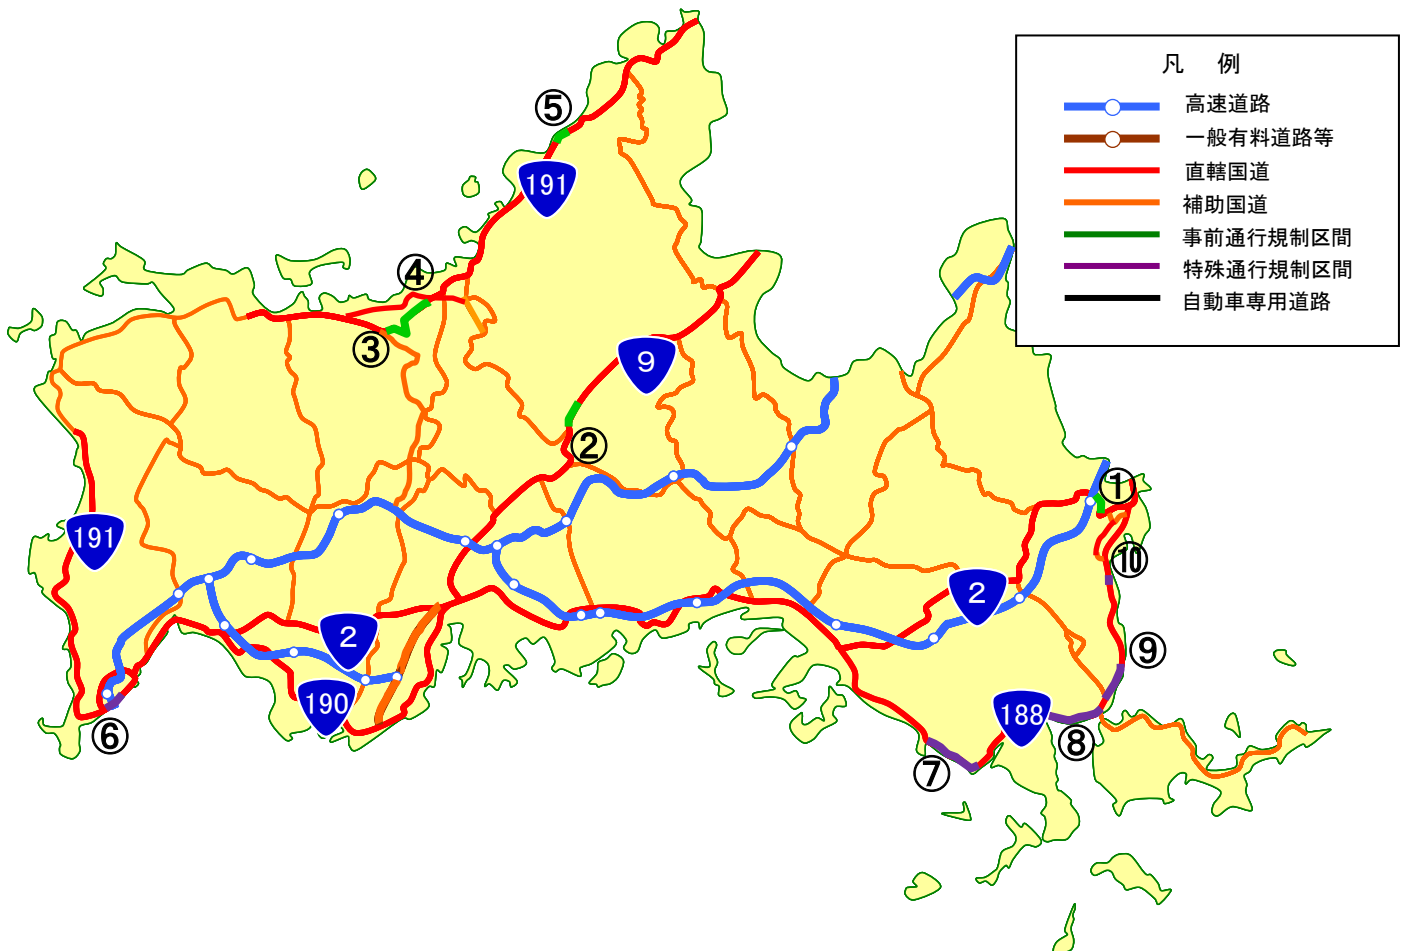 凡 例
高速道路
一般有料道路等
直轄国道
補助国道
事前通行規制区間
特殊通行規制区間
自動車専用道路
⑤
191
④
③
9
②
①
191
⑩
2
2
⑨
190
188
⑥
⑧
⑦